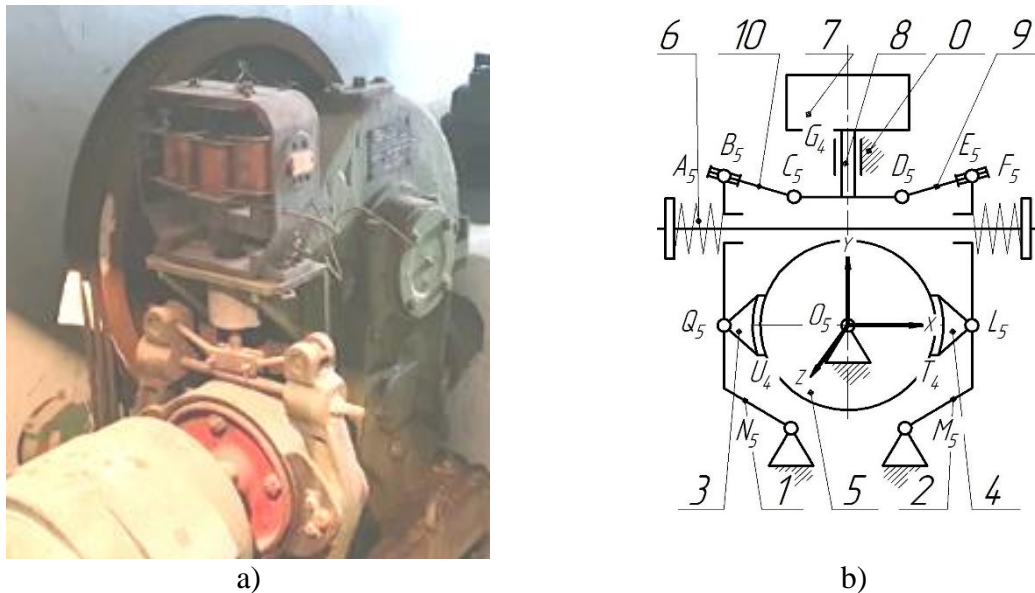 6 10 7 8 0 9
G₄
B₅ E₅
A₅ C₅ D₅ F₅
Y
Q₅ O₅ X L₅
Z U₄ T₄
N₅ M₅
3 1 5 2 4
a) b)